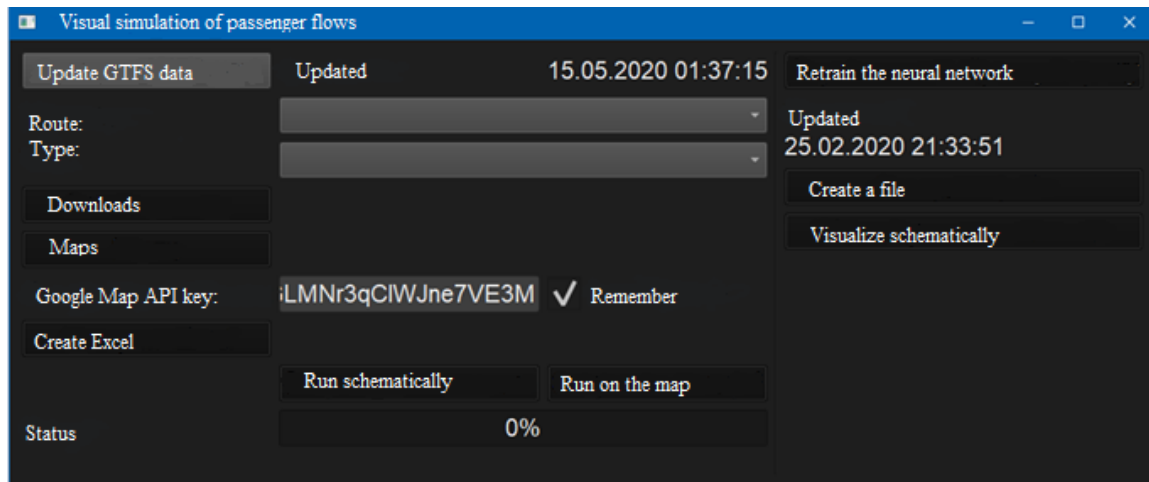 Visual simulation of passenger flows
Update GTFS data
Updated
15.05.2020 01:37:15
Route:
Type:
Downloads
Maps
Google Map API key:
LMNr3qClWJne7VE3M
Remember
Create Excel
Run schematically
Run on the map
Status
0%
Retrain the neural network
Updated
25.02.2020 21:33:51
Create a file
Visualize schematically